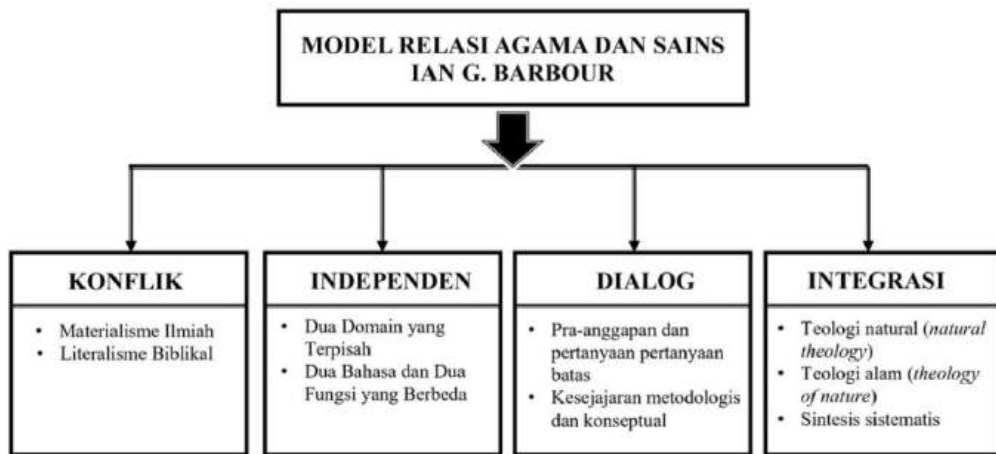 MODEL RELASI AGAMA DAN SAINS
IAN G. BARBOUR
KONFLIK
• Materialisme Ilmiah
• Literalisme Biblikal
INDEPENDEN
• Dua Domain yang
Terpisah
• Dua Bahasa dan Dua
Fungsi yang Berbeda
DIALOG
• Pra-anggapan dan
pertanyaan pertanyaan
batas
• Kesejajaran metodologis
dan konseptual
INTEGRASI
• Teologi natural (natural
theology)
• Teologi alam (theology
of nature)
• Sintesis sistematis